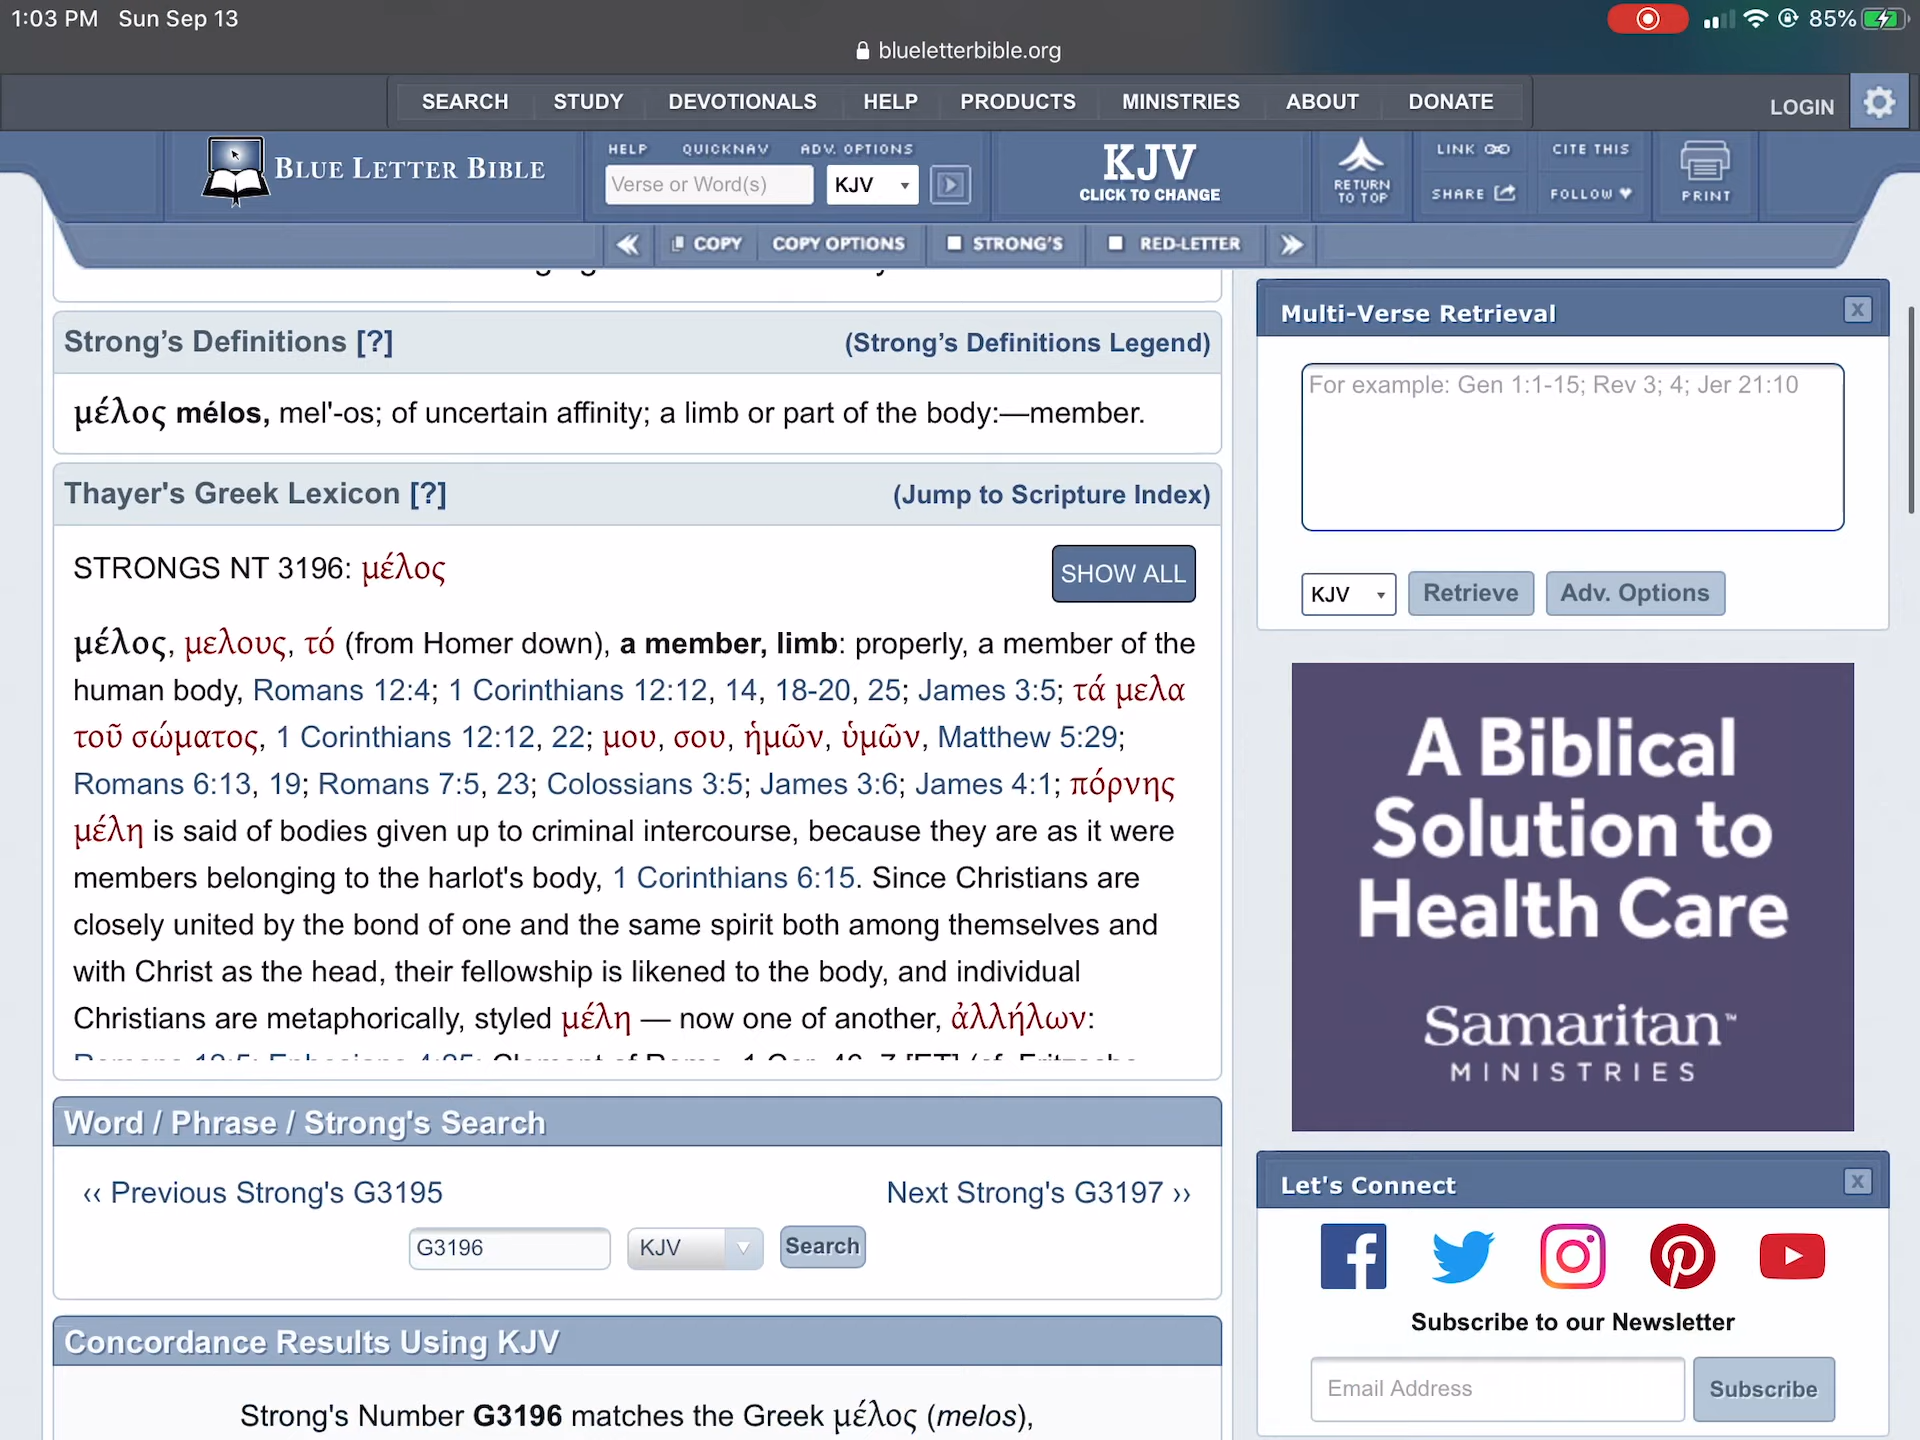 1:03 PM Sun Sep 13
85%
blueletterbible.org
SEARCH STUDY DEVOTIONALS HELP PRODUCTS MINISTRIES ABOUT DONATE
LOGIN
BLUE LETTER BIBLE
HELP QUICKNAV ADV. OPTIONS
Verse or Word(s) KJV
KJV
CLICK TO CHANGE
RETURN
TO TOP
LINK
SHARE
CITE THIS
FOLLOW
PRINT
COPY COPY OPTIONS STRONG'S RED-LETTER
Strong’s Definitions [?] (Strong’s Definitions Legend)
μέλος mélos, mel'-os; of uncertain affinity; a limb or part of the body:—member.
Thayer's Greek Lexicon [?] (Jump to Scripture Index)
STRONGS NT 3196: μέλος
SHOW ALL
μέλος, μελους, τό (from Homer down), a member, limb: properly, a member of the
human body, Romans 12:4; 1 Corinthians 12:12, 14, 18-20, 25; James 3:5; τά μελα
τοῦ σώματος, 1 Corinthians 12:12, 22; μου, σου, ἡμῶν, ὑμῶν, Matthew 5:29;
Romans 6:13, 19; Romans 7:5, 23; Colossians 3:5; James 3:6; James 4:1; πόρνης
μέλη is said of bodies given up to criminal intercourse, because they are as it were
members belonging to the harlot's body, 1 Corinthians 6:15. Since Christians are
closely united by the bond of one and the same spirit both among themselves and
with Christ as the head, their fellowship is likened to the body, and individual
Christians are metaphorically, styled μέλη — now one of another, ἀλλήλων:
Word / Phrase / Strong's Search
‹‹ Previous Strong's G3195 Next Strong's G3197 ››
G3196 KJV Search
Concordance Results Using KJV
Strong's Number G3196 matches the Greek μέλος (melos),
Multi-Verse Retrieval X
For example: Gen 1:1-15; Rev 3; 4; Jer 21:10
KJV Retrieve Adv. Options
A Biblical
Solution to
Health Care
Samaritan™
MINISTRIES
Let's Connect X
Subscribe to our Newsletter
Email Address Subscribe